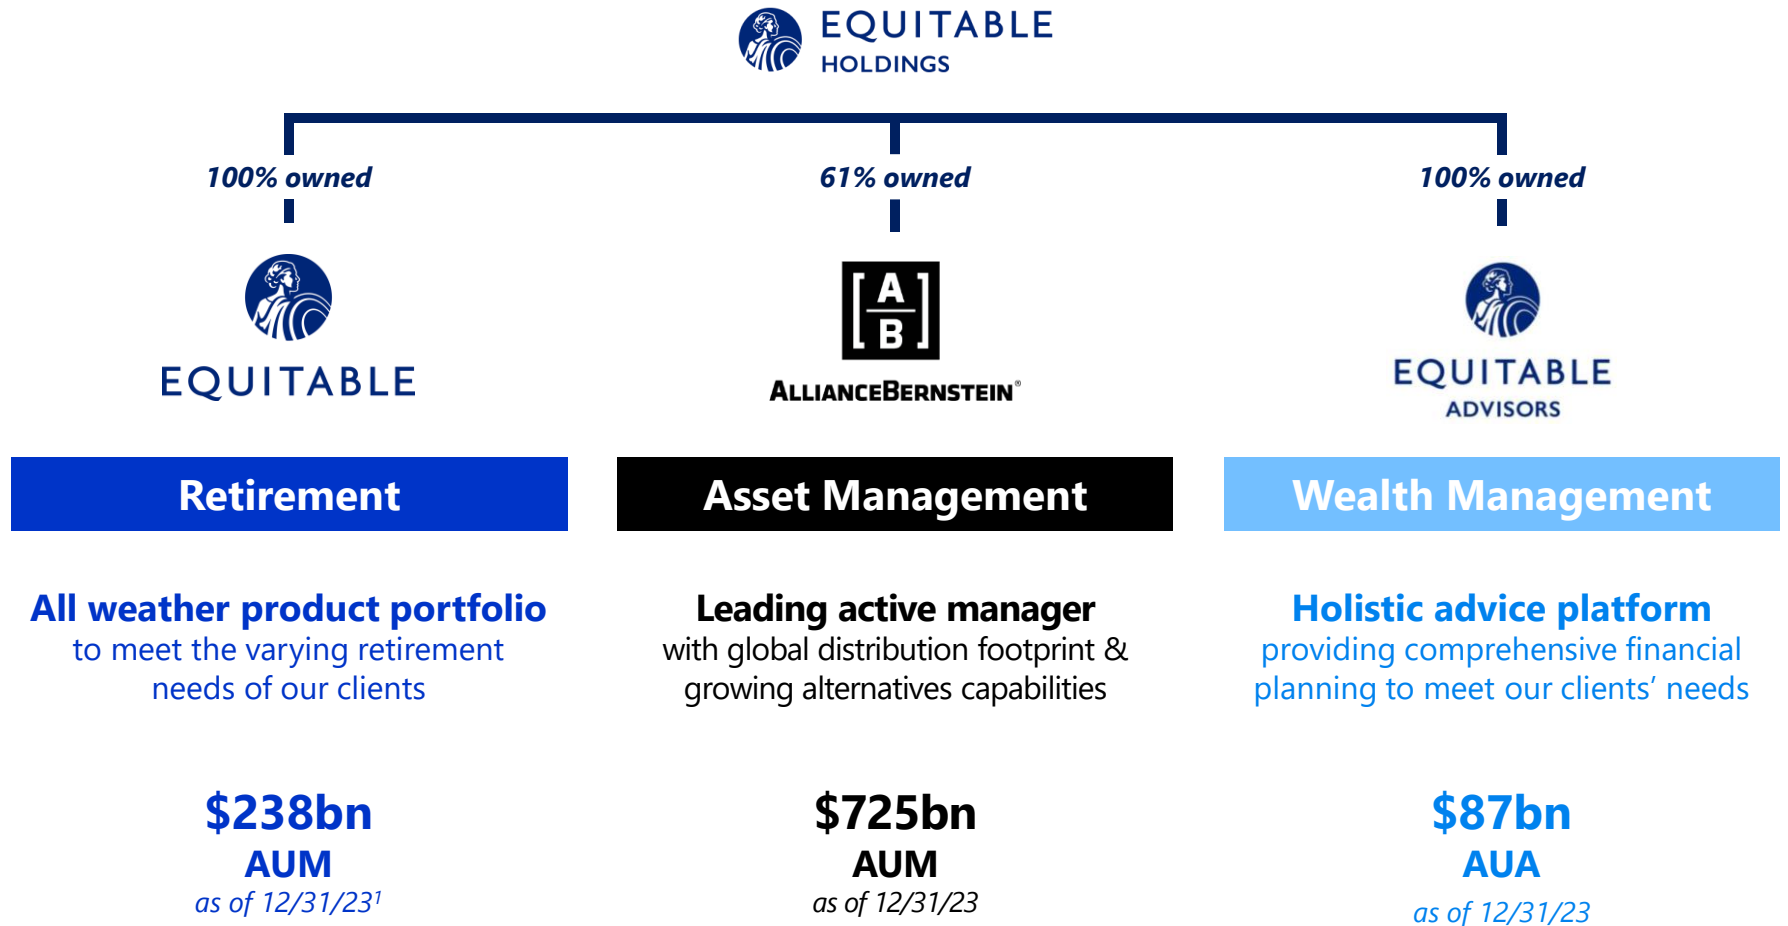 EQUITABLE
HOLDINGS
100% owned
61% owned
100% owned
EQUITABLE
[A
B]
ALLIANCEBERNSTEIN®
EQUITABLE
ADVISORS
Retirement
Asset Management
Wealth Management
All weather product portfolio
to meet the varying retirement
needs of our clients
Leading active manager
with global distribution footprint &
growing alternatives capabilities
Holistic advice platform
providing comprehensive financial
planning to meet our clients’ needs
$238bn
AUM
as of 12/31/23¹
$725bn
AUM
as of 12/31/23
$87bn
AUA
as of 12/31/23